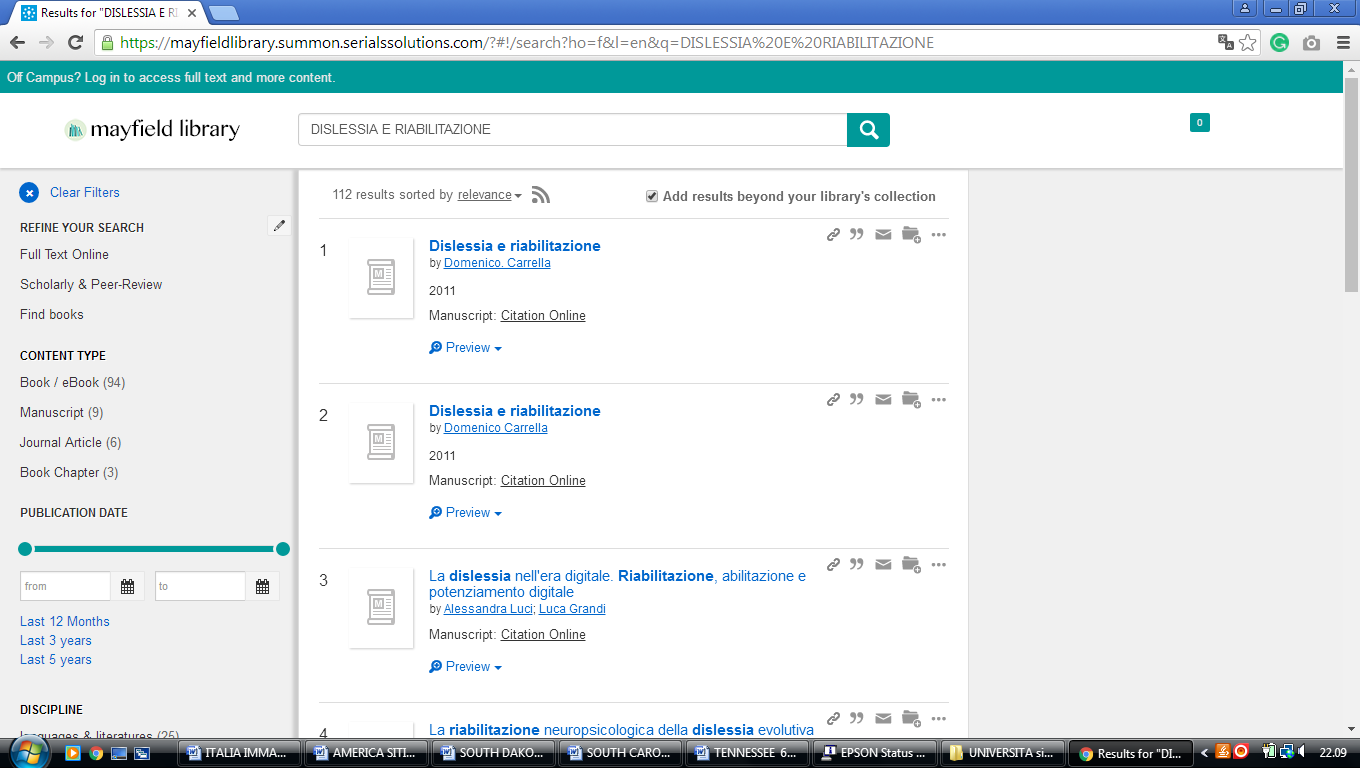 Results for "DISLESSIA E RI
https://mayfieldlibrary.summon.serialssolutions.com/?#!/search?ho=f&l=en&q=DISLESSIA%20E%20RIABILITAZIONE
Off Campus? Log in to access full text and more content.
mayfield library
DISLESSIA E RIABILITAZIONE
0
Clear Filters
REFINE YOUR SEARCH
Full Text Online
Scholarly & Peer-Review
Find books
CONTENT TYPE
Book / eBook (94)
Manuscript (9)
Journal Article (6)
Book Chapter (3)
PUBLICATION DATE
from
to
Last 12 Months
Last 3 years
Last 5 years
DISCIPLINE
languages & literatures (25)
112 results sorted by relevance
Add results beyond your library's collection
1
Dislessia e riabilitazione
by Domenico. Carrella
2011
Manuscript: Citation Online
Preview
2
Dislessia e riabilitazione
by Domenico Carrella
2011
Manuscript: Citation Online
Preview
3
La dislessia nell'era digitale. Riabilitazione, abilitazione e
potenziamento digitale
by Alessandra Luci; Luca Grandi
Manuscript: Citation Online
Preview
4
La riabilitazione neuropsicologica della dislessia evolutiva
ITALIA IMMA...
AMERICA SITI...
SOUTH DAKO...
SOUTH CARO...
TENNESSEE 6...
EPSON Status ...
UNIVERSITA si...
Results for "DI...
22.09